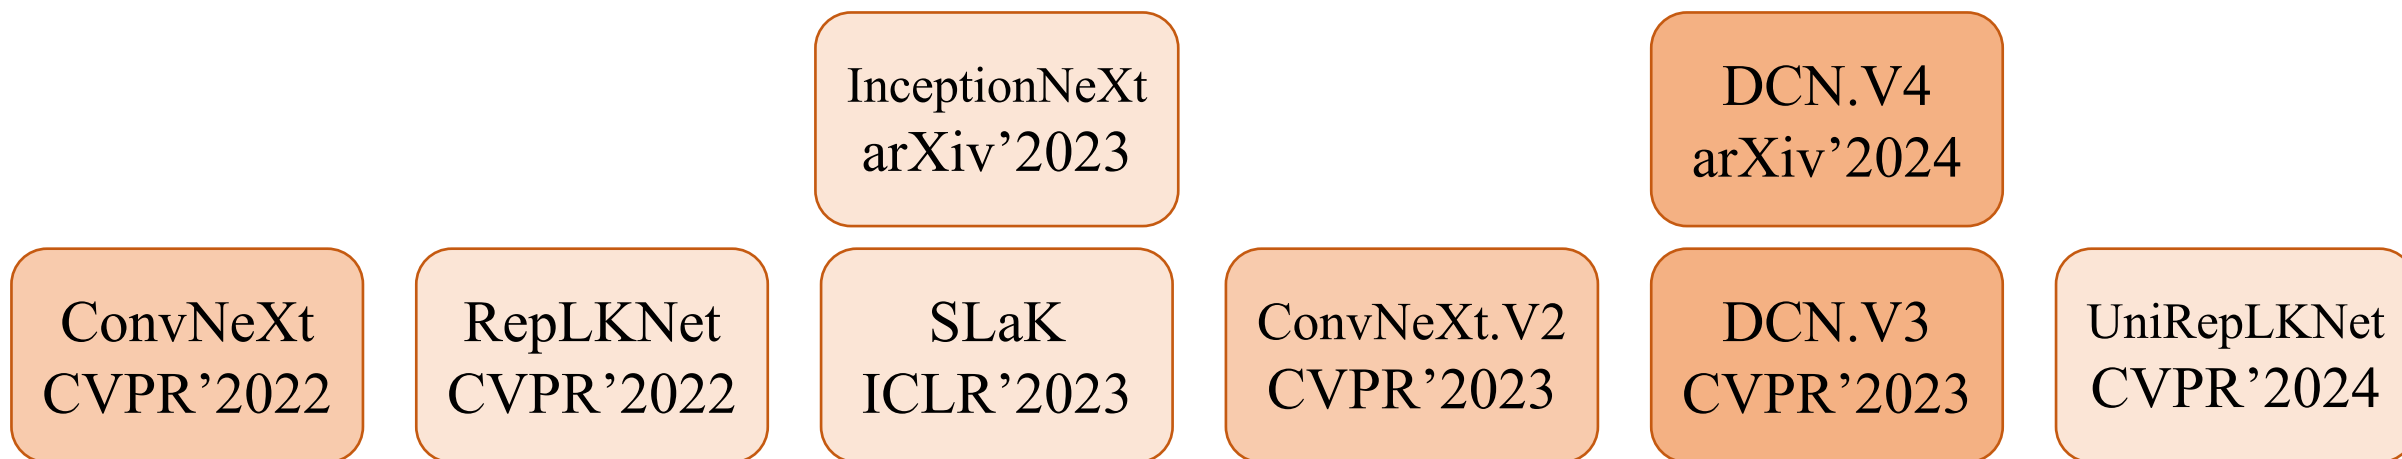 InceptionNeXt
arXiv’2023
DCN.V4
arXiv’2024
ConvNeXt
CVPR’2022
RepLKNet
CVPR’2022
SLaK
ICLR’2023
ConvNeXt.V2
CVPR’2023
DCN.V3
CVPR’2023
UniRepLKNet
CVPR’2024